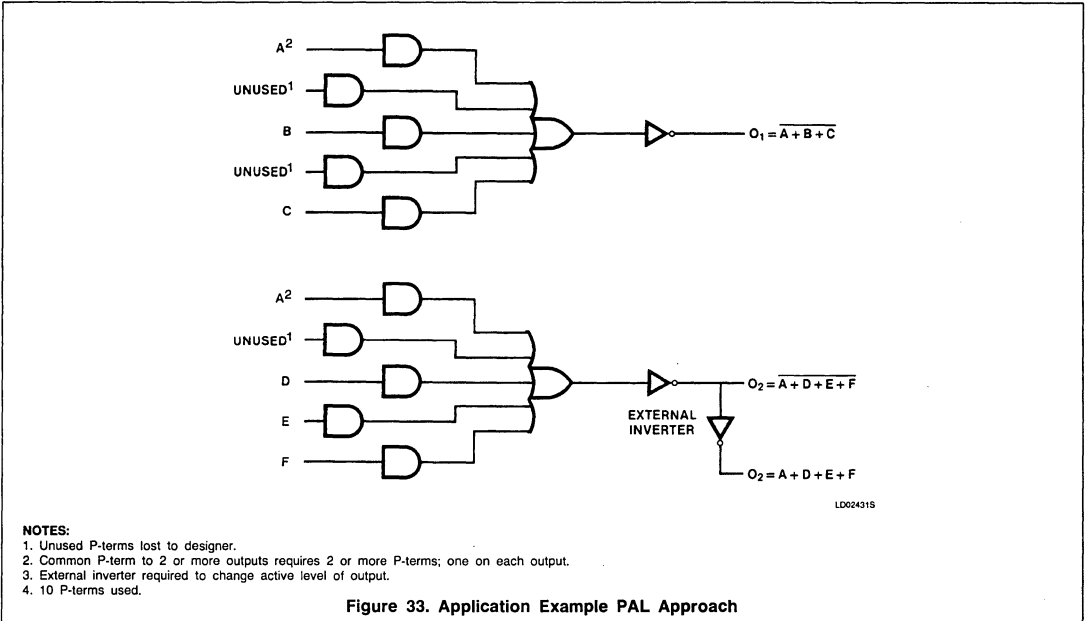 A²
UNUSED¹
B
UNUSED¹
C
O₁ = \overline{A + B + C}
A²
UNUSED¹
D
E
F
O₂ = \overline{A + D + E + F}
EXTERNAL
INVERTER
O₂ = A + D + E + F
LD02431S
NOTES:
1. Unused P-terms lost to designer.
2. Common P-term to 2 or more outputs requires 2 or more P-terms; one on each output.
3. External inverter required to change active level of output.
4. 10 P-terms used.
Figure 33. Application Example PAL Approach